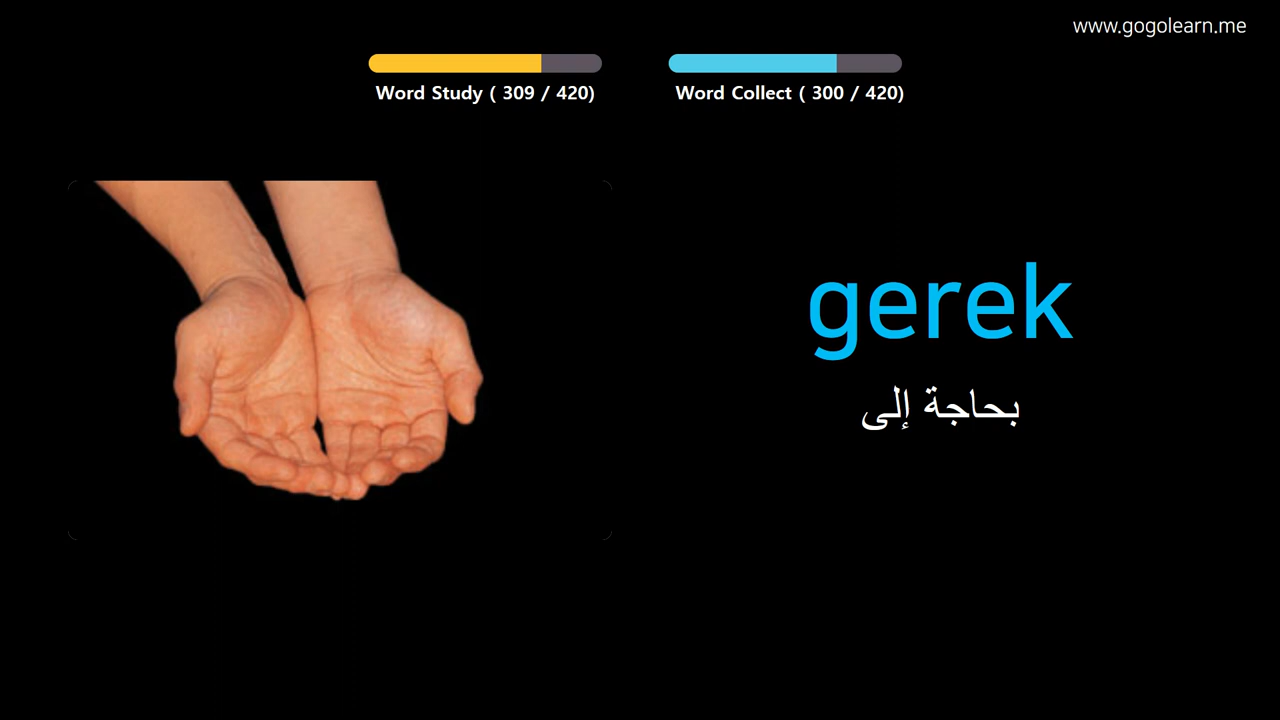 www.gogolearn.me
Word Study ( 309 / 420)
Word Collect ( 300 / 420)
gerek
بحاجة إلى